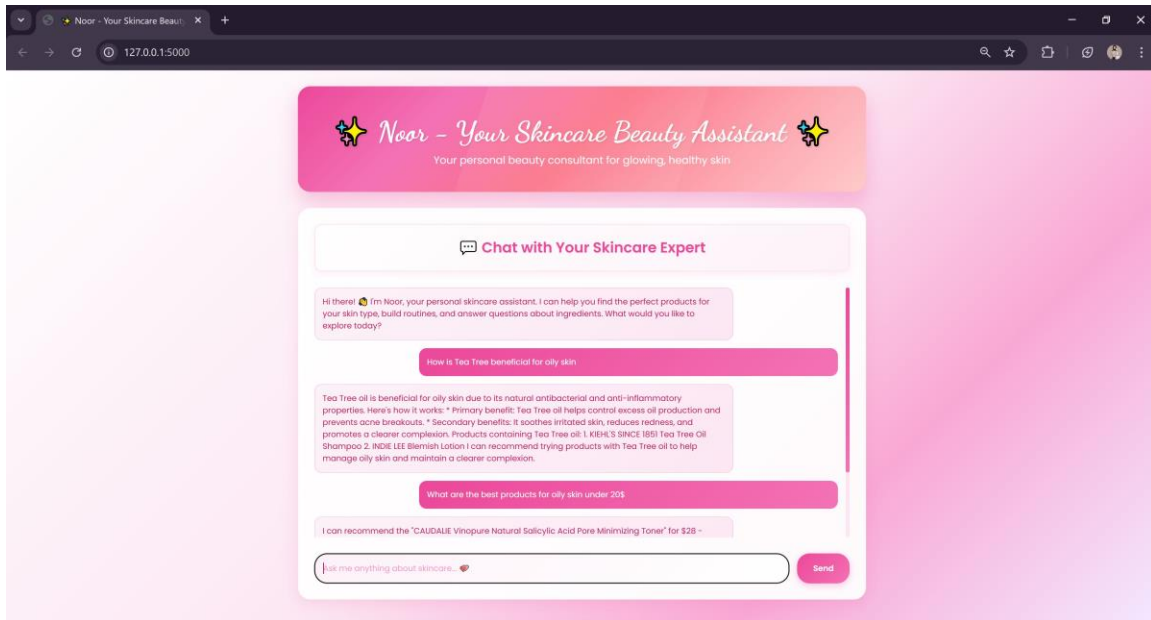 Noor - Your Skincare Beaut
127.0.0.1:5000
Noor - Your Skincare Beauty Assistant
Your personal beauty consultant for glowing, healthy skin
Chat with Your Skincare Expert
Hi there! I'm Noor, your personal skincare assistant. I can help you find the perfect products for
your skin type, build routines, and answer questions about ingredients. What would you like to
explore today?
How is Tea Tree beneficial for oily skin
Tea Tree oil is beneficial for oily skin due to its natural antibacterial and anti-inflammatory
properties. Here's how it works: * Primary benefit: Tea Tree oil helps control excess oil production and
prevents acne breakouts. * Secondary benefits: It soothes irritated skin, reduces redness, and
promotes a clearer complexion. Products containing Tea Tree oil: 1. KIEHL'S SINCE 1851 Tea Tree Oil
Shampoo 2. INDIE LEE Blemish Lotion I can recommend trying products with Tea Tree oil to help
manage oily skin and maintain a clearer complexion.
What are the best products for oily skin under 20$
I can recommend the "CAUDALIE Vinopure Natural Salicylic Acid Pore Minimizing Toner" for $28 -
Ask me anything about skincare...
Send